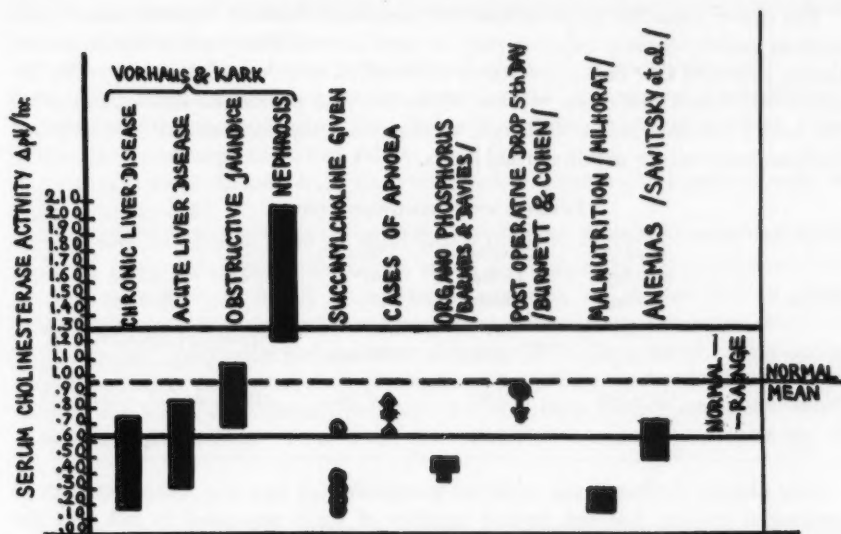 VORHAUS & KARK
SERUM CHOLINESTERASE ACTIVITY ΔpH/1hc
2.10
2.00
1.90
1.80
1.70
1.60
1.50
1.40
1.30
1.20
1.10
1.00
.90
.80
.70
.60
.50
.40
.30
.20
.10
.00
CHRONIC LIVER DISEASE
ACUTE LIVER DISEASE
OBSTRUCTIVE JAUNDICE
NEPHROSIS
SUCCINYLCHOLINE GIVEN
CASES OF APNOEA
ORGANO PHOSPHORUS
/BARNES & DAVIES/
POST OPERATIVE DROP 5th DAY
/BURNETT & COHEN/
MALNUTRITION /MILHORAT/
ANEMIAS /SAWITSKY et al./
NORMAL —
— RANGE
NORMAL
MEAN